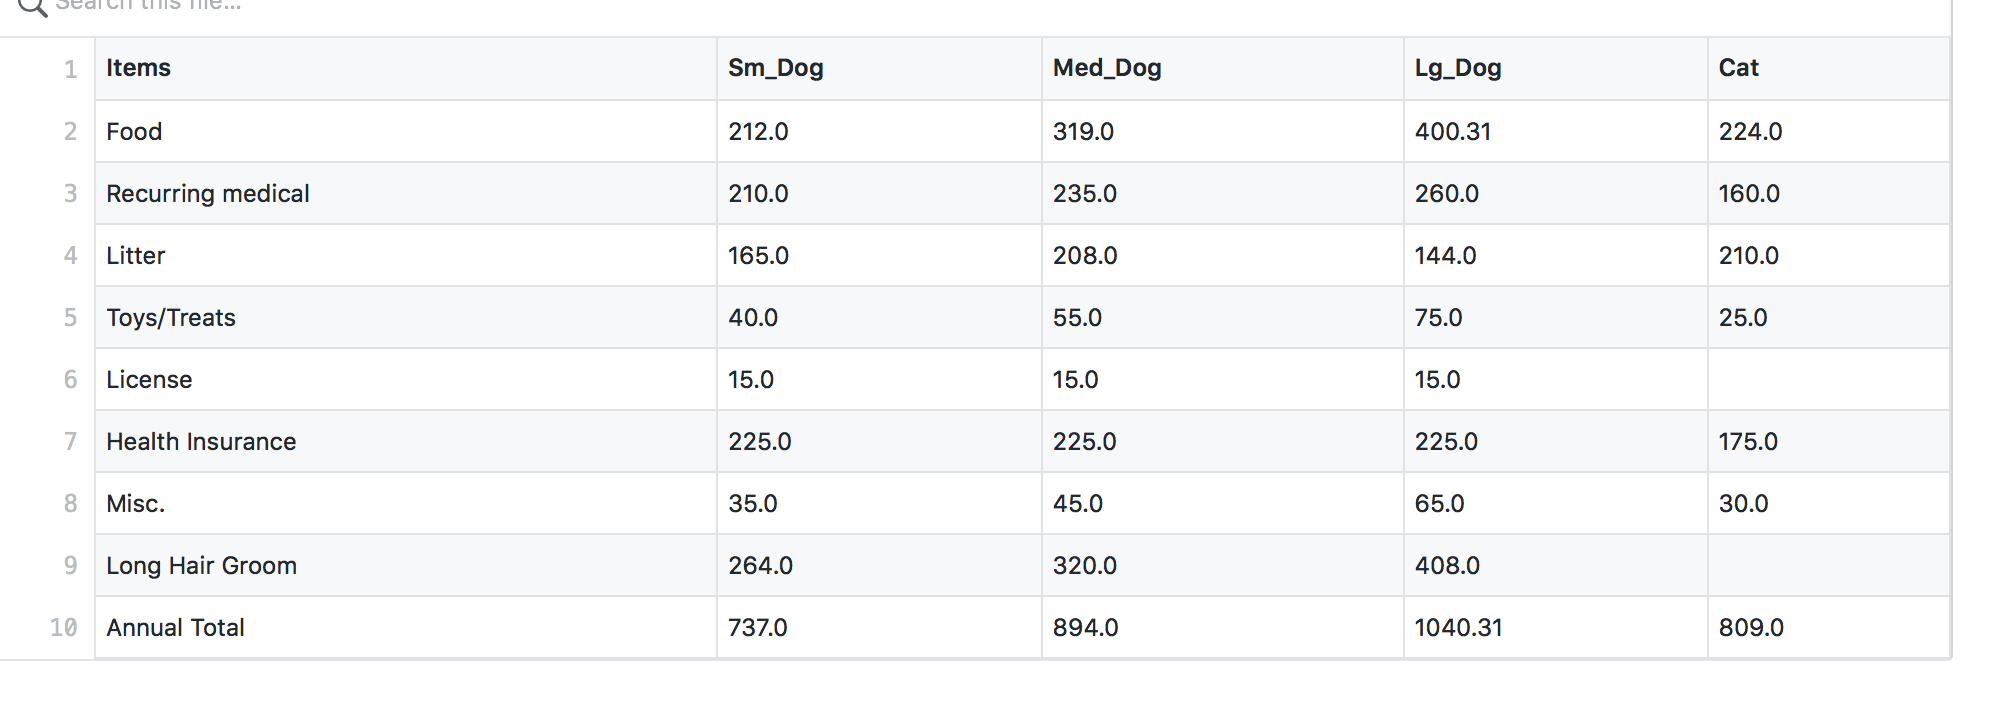 Search this file...
1 Items Sm_Dog Med_Dog Lg_Dog Cat
2 Food 212.0 319.0 400.31 224.0
3 Recurring medical 210.0 235.0 260.0 160.0
4 Litter 165.0 208.0 144.0 210.0
5 Toys/Treats 40.0 55.0 75.0 25.0
6 License 15.0 15.0 15.0
7 Health Insurance 225.0 225.0 225.0 175.0
8 Misc. 35.0 45.0 65.0 30.0
9 Long Hair Groom 264.0 320.0 408.0
10 Annual Total 737.0 894.0 1040.31 809.0